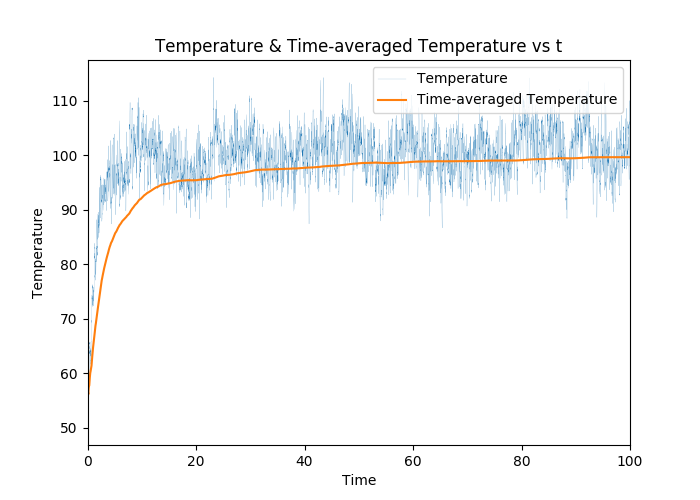 Temperature & Time-averaged Temperature vs t
Temperature
Time-averaged Temperature
110
100
90
80
70
60
50
Temperature
0 20 40 60 80 100
Time